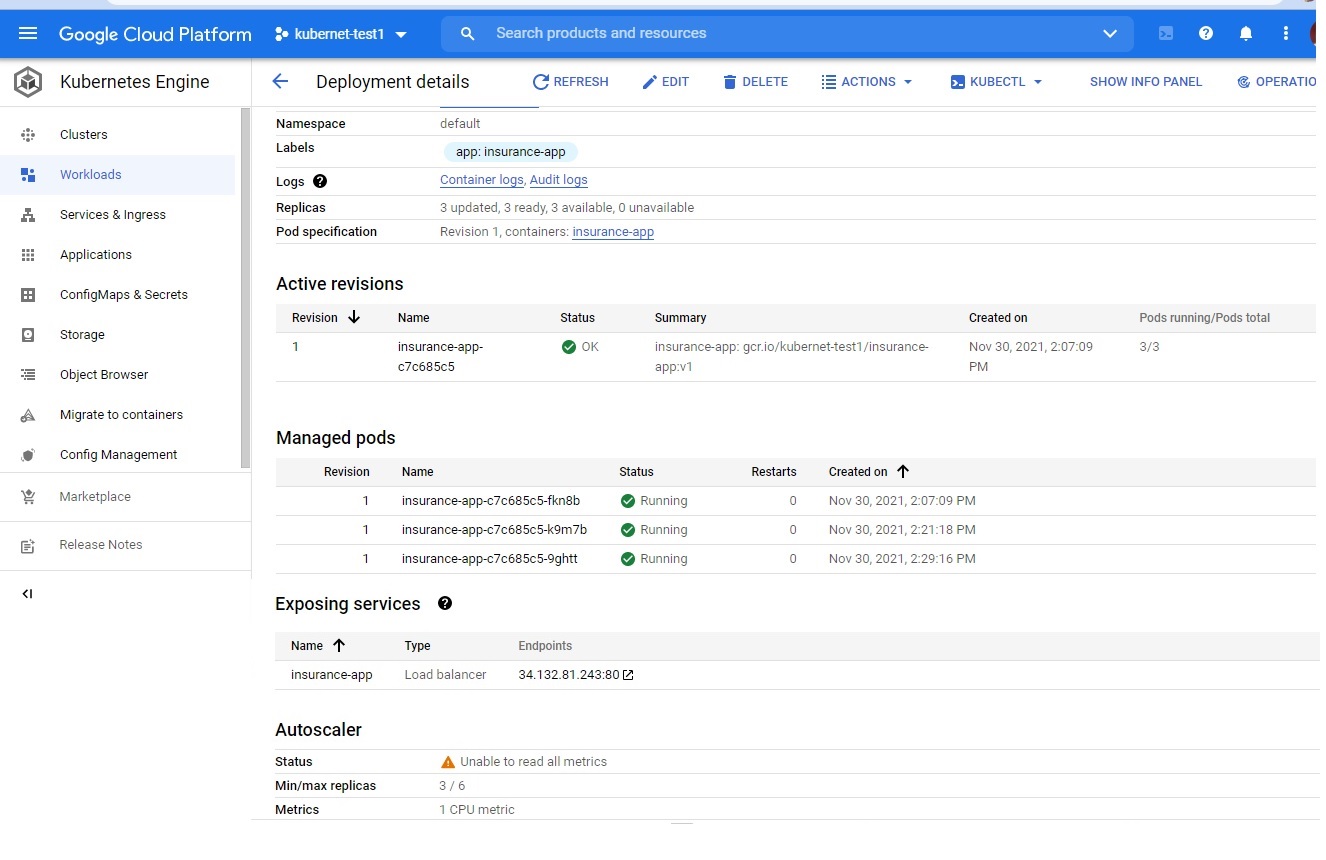 Google Cloud Platform kubernet-test1 Search products and resources
Kubernetes Engine Deployment details REFRESH EDIT DELETE ACTIONS KUBECTL SHOW INFO PANEL OPERATIO
Clusters
Workloads
Services & Ingress
Applications
ConfigMaps & Secrets
Storage
Object Browser
Migrate to containers
Config Management
Marketplace
Release Notes
Namespace default
Labels app: insurance-app
Logs Container logs, Audit logs
Replicas 3 updated, 3 ready, 3 available, 0 unavailable
Pod specification Revision 1, containers: insurance-app
Active revisions
Revision Name Status Summary Created on Pods running/Pods total
1 insurance-app- OK insurance-app: gcr.io/kubernet-test1/insurance- Nov 30, 2021, 2:07:09 3/3
c7c685c5 app:v1 PM
Managed pods
Revision Name Status Restarts Created on
1 insurance-app-c7c685c5-fkn8b Running 0 Nov 30, 2021, 2:07:09 PM
1 insurance-app-c7c685c5-k9m7b Running 0 Nov 30, 2021, 2:21:18 PM
1 insurance-app-c7c685c5-9ghtt Running 0 Nov 30, 2021, 2:29:16 PM
Exposing services
Name Type Endpoints
insurance-app Load balancer 34.132.81.243:80
Autoscaler
Status Unable to read all metrics
Min/max replicas 3 / 6
Metrics 1 CPU metric